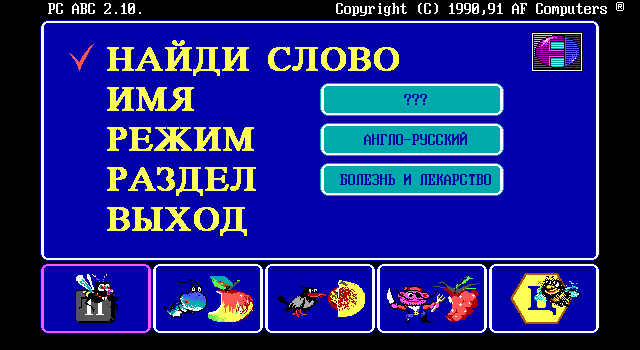 PC ABC 2.10.
Copyright (C) 1990,91 AF Computers ®
НАЙДИ СЛОВО
ИМЯ
???
РЕЖИМ
АНГЛО-РУССКИЙ
РАЗДЕЛ
БОЛЕЗНЬ И ЛЕКАРСТВО
ВЫХОД
П
Ц